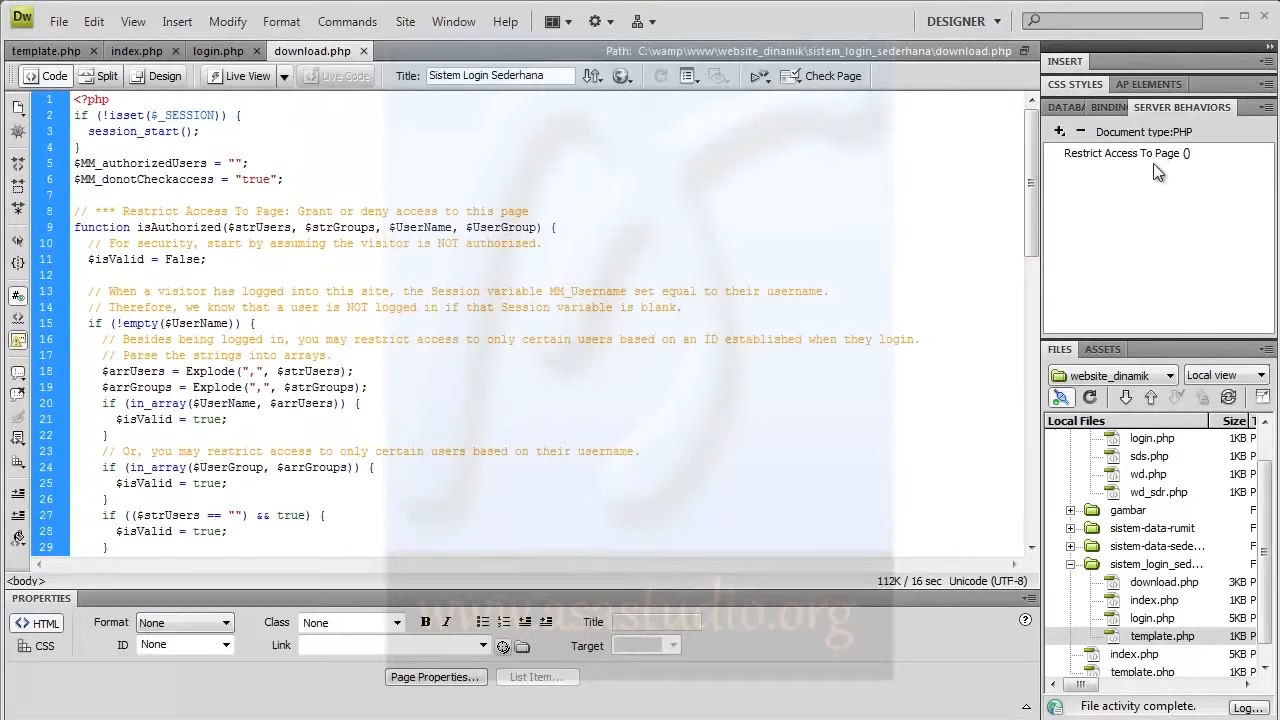 Dw File Edit View Insert Modify Format Commands Site Window Help DESIGNER
template.php × index.php × login.php × download.php × Path: C:\wamp\www\website_dinamik\sistem_login_sederhana\download.php
Code Split Design Live View Live Code Title: Sistem Login Sederhana Check Page
1 <?php
2 if (!isset($_SESSION)) {
3 session_start();
4 }
5 $MM_authorizedUsers = "";
6 $MM_donotCheckaccess = "true";
7
8 // *** Restrict Access To Page: Grant or deny access to this page
9 function isAuthorized($strUsers, $strGroups, $UserName, $UserGroup) {
10 // For security, start by assuming the visitor is NOT authorized.
11 $isValid = False;
12
13 // When a visitor has logged into this site, the Session variable MM_Username set equal to their username.
14 // Therefore, we know that a user is NOT logged in if that Session variable is blank.
15 if (!empty($UserName)) {
16 // Besides being logged in, you may restrict access to only certain users based on an ID established when they login.
17 // Parse the strings into arrays.
18 $arrUsers = Explode(",", $strUsers);
19 $arrGroups = Explode(",", $strGroups);
20 if (in_array($UserName, $arrUsers)) {
21 $isValid = true;
22 }
23 // Or, you may restrict access to only certain users based on their username.
24 if (in_array($UserGroup, $arrGroups)) {
25 $isValid = true;
26 }
27 if (($strUsers == "") && true) {
28 $isValid = true;
29 }
<body> 112K / 16 sec Unicode (UTF-8)
PROPERTIES
HTML Format None Class None B I Title
CSS ID None Link Target
Page Properties... List Item...
INSERT
CSS STYLES AP ELEMENTS
DATABA BINDIN SERVER BEHAVIORS
Document type:PHP
Restrict Access To Page ()
FILES ASSETS
website_dinamik Local view
Local Files Size T
login.php 1KB P
sds.php 1KB P
wd.php 1KB P
wd_sdr.php 1KB P
gambar F
sistem-data-rumit F
sistem-data-sede... F
sistem_login_sed... F
download.php 3KB P
index.php 1KB P
login.php 1KB P
template.php 1KB P
index.php 5KB P
template.php 1KB P
File activity complete. Log...